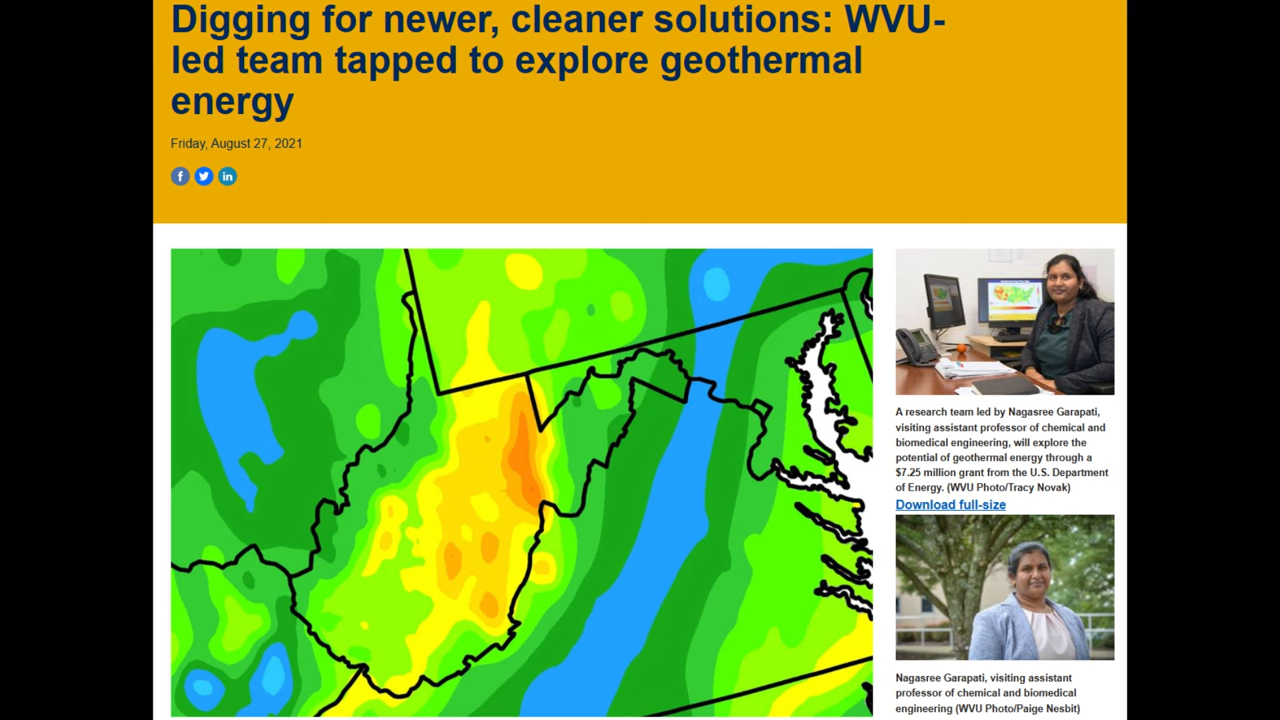 Digging for newer, cleaner solutions: WVU-
led team tapped to explore geothermal
energy
Friday, August 27, 2021
f
in
A research team led by Nagasree Garapati,
visiting assistant professor of chemical and
biomedical engineering, will explore the
potential of geothermal energy through a
$7.25 million grant from the U.S. Department
of Energy. (WVU Photo/Tracy Novak)
Download full-size
Nagasree Garapati, visiting assistant
professor of chemical and biomedical
engineering (WVU Photo/Paige Nesbit)